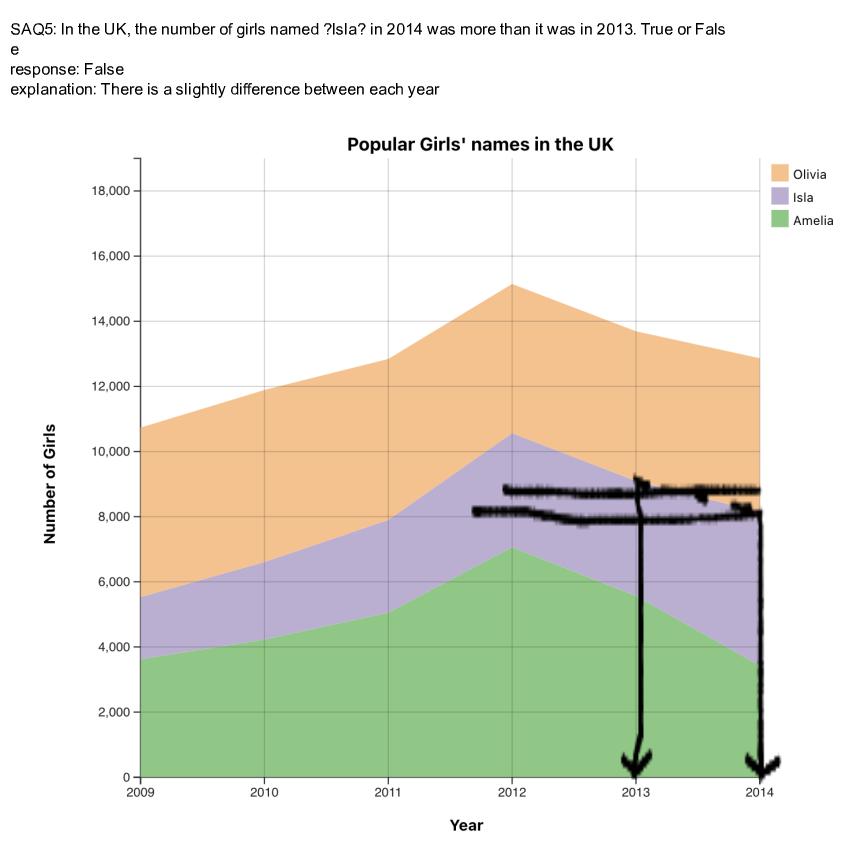 SAQ5: In the UK, the number of girls named ?Isla? in 2014 was more than it was in 2013. True or Fals
e
response: False
explanation: There is a slightly difference between each year
Popular Girls' names in the UK
Olivia
Isla
Amelia
18,000
16,000
14,000
12,000
10,000
8,000
6,000
4,000
2,000
0
Number of Girls
2009 2010 2011 2012 2013 2014
Year